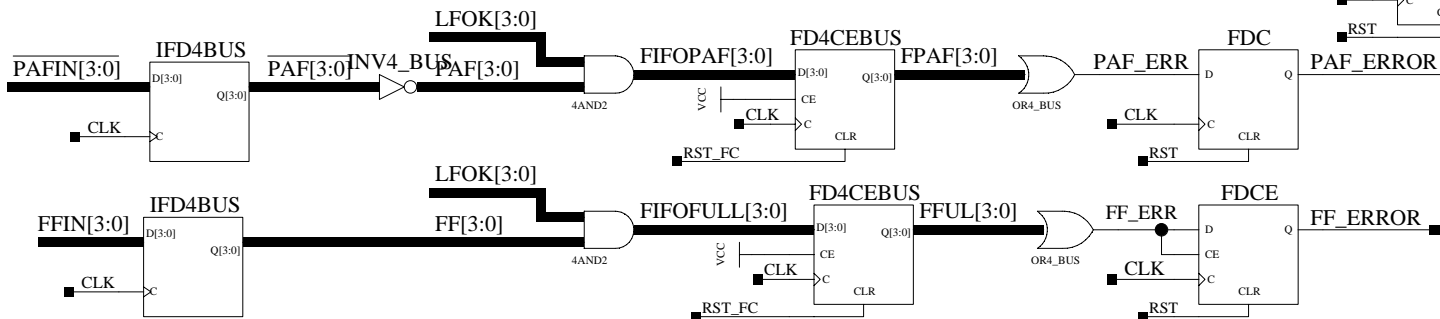 LFOK[3:0]
IFD4BUS
PAFIN[3:0]
D[3:0]
Q[3:0]
CLK
C
PAF[3:0]
INV4_BUS
PAF[3:0]
4AND2
FIFOPAF[3:0]
FD4CEBUS
D[3:0]
Q[3:0]
VCC
CE
CLK
C
CLR
RST_FC
FPAF[3:0]
OR4_BUS
PAF_ERR
FDC
D
Q
CLK
C
CLR
RST
PAF_ERROR
RST
C
LFOK[3:0]
IFD4BUS
FFIN[3:0]
D[3:0]
Q[3:0]
CLK
C
FF[3:0]
4AND2
FIFOFULL[3:0]
FD4CEBUS
D[3:0]
Q[3:0]
VCC
CE
CLK
C
CLR
RST_FC
FFUL[3:0]
OR4_BUS
FF_ERR
FDCE
D
Q
CE
CLK
C
CLR
RST
FF_ERROR